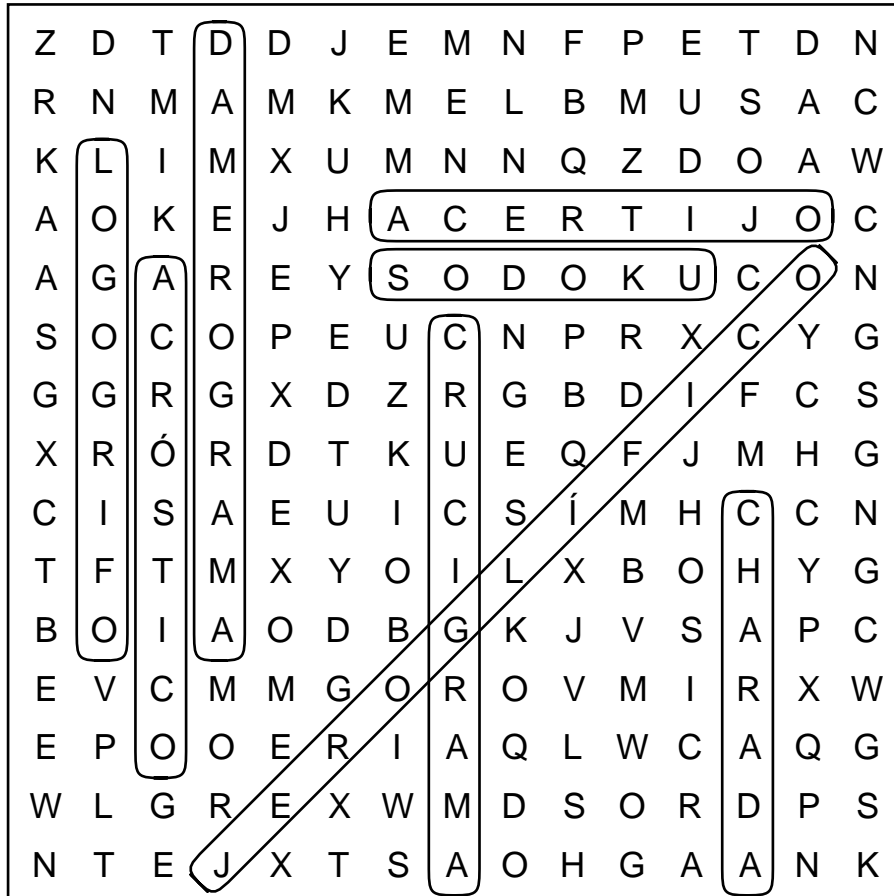 Z D T D D J E M N F P E T D N
R N M A M K M E L B M U S A C
K L I M X U M N N Q Z D O A W
A O K E J H A C E R T I J O C
A G A R E Y S O D O K U C O N
S O C O P E U C N P R X C Y G
G G R G X D Z R G B D I F C S
X R Ó R D T K U E Q F J M H G
C I S A E U I C S Í M H C C N
T F T M X Y O I L X B O H Y G
B O I A O D B G K J V S A P C
E V C M M G O R O V M I R X W
E P O O E R I A Q L W C A Q G
W L G R E X W M D S O R D P S
N T E J X T S A O H G A A N K